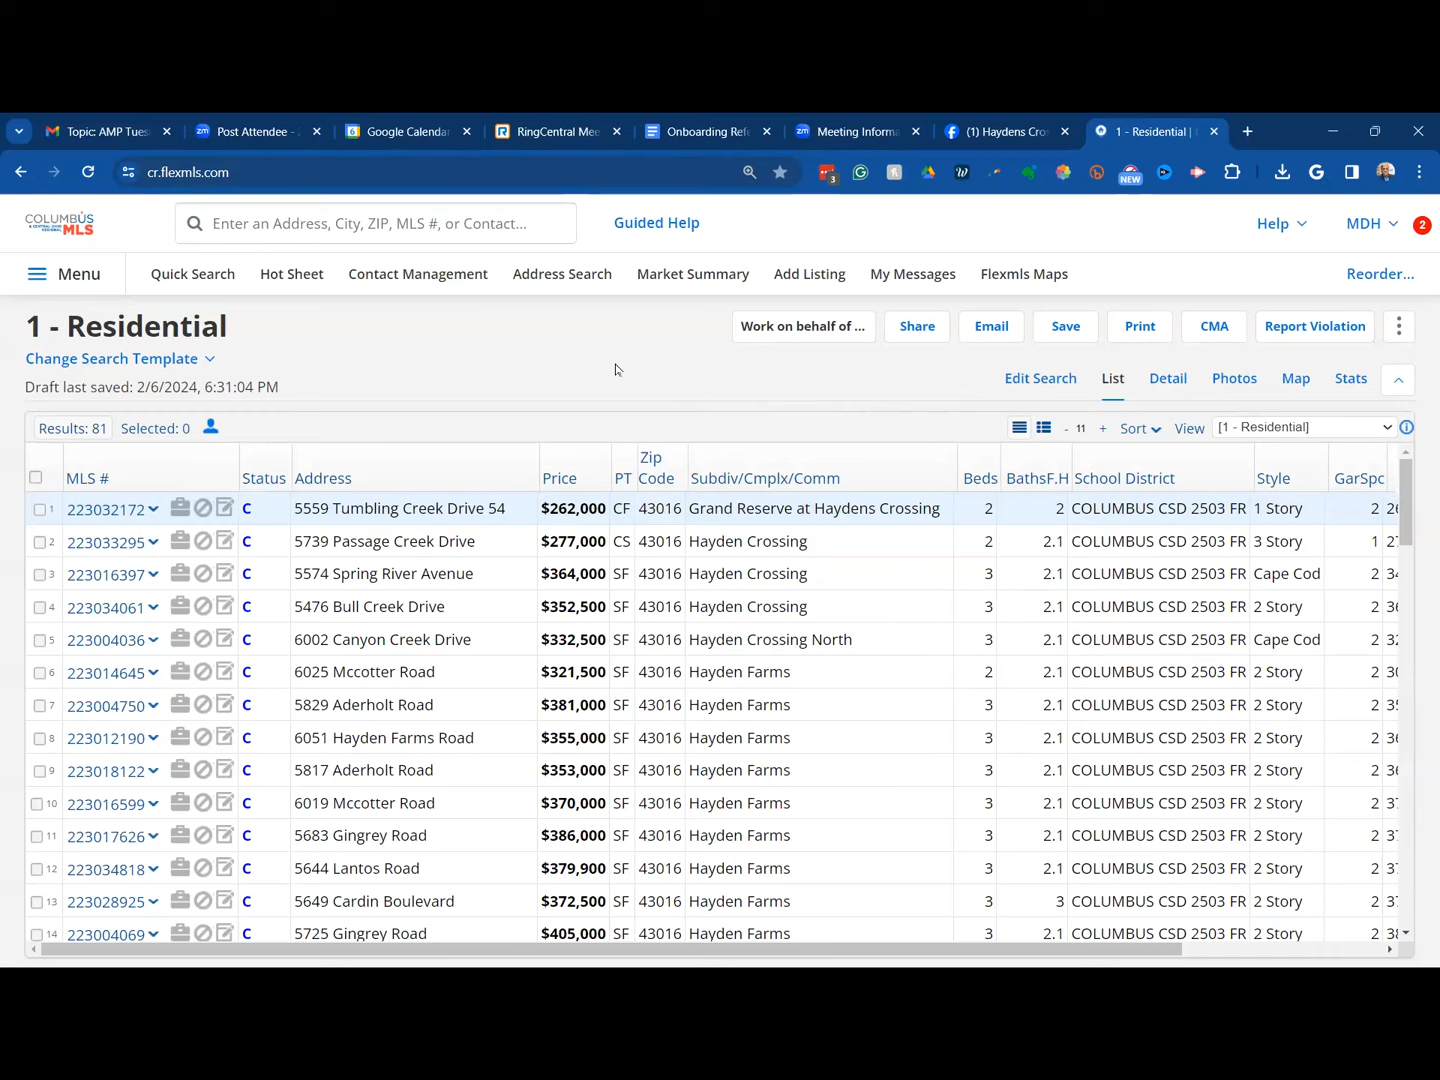 Topic: AMP Tues
Post Attendee -
Google Calenda
RingCentral Mee
Onboarding Refe
Meeting Informa
(1) Haydens Cro
1 - Residential |
cr.flexmls.com
NEW
3
COLUMBUS
& CENTRAL OHIO
REGIONAL MLS
Enter an Address, City, ZIP, MLS #, or Contact...
Guided Help
Help
MDH
2
Menu
Quick Search
Hot Sheet
Contact Management
Address Search
Market Summary
Add Listing
My Messages
Flexmls Maps
Reorder...
1 - Residential
Work on behalf of ...
Share
Email
Save
Print
CMA
Report Violation
Change Search Template
Draft last saved: 2/6/2024, 6:31:04 PM
Edit Search
List
Detail
Photos
Map
Stats
Results: 81
Selected: 0
- 11 +
Sort
View
[1 - Residential]
MLS # Status Address Price PT Zip Code Subdiv/Cmplx/Comm Beds BathsF.H School District Style GarSpc
1 223032172 C 5559 Tumbling Creek Drive 54 $262,000 CF 43016 Grand Reserve at Haydens Crossing 2 2 COLUMBUS CSD 2503 FR 1 Story 2 26
2 223033295 C 5739 Passage Creek Drive $277,000 CS 43016 Hayden Crossing 2 2.1 COLUMBUS CSD 2503 FR 3 Story 1 27
3 223016397 C 5574 Spring River Avenue $364,000 SF 43016 Hayden Crossing 3 2.1 COLUMBUS CSD 2503 FR Cape Cod 2 34
4 223034061 C 5476 Bull Creek Drive $352,500 SF 43016 Hayden Crossing 3 2.1 COLUMBUS CSD 2503 FR 2 Story 2 36
5 223004036 C 6002 Canyon Creek Drive $332,500 SF 43016 Hayden Crossing North 3 2.1 COLUMBUS CSD 2503 FR Cape Cod 2 32
6 223014645 C 6025 Mccotter Road $321,500 SF 43016 Hayden Farms 2 2.1 COLUMBUS CSD 2503 FR 2 Story 2 30
7 223004750 C 5829 Aderholt Road $381,000 SF 43016 Hayden Farms 3 2.1 COLUMBUS CSD 2503 FR 2 Story 2 35
8 223012190 C 6051 Hayden Farms Road $355,000 SF 43016 Hayden Farms 3 2.1 COLUMBUS CSD 2503 FR 2 Story 2 37
9 223018122 C 5817 Aderholt Road $353,000 SF 43016 Hayden Farms 3 2.1 COLUMBUS CSD 2503 FR 2 Story 2 36
10 223016599 C 6019 Mccotter Road $370,000 SF 43016 Hayden Farms 3 2.1 COLUMBUS CSD 2503 FR 2 Story 2 37
11 223017626 C 5683 Gingrey Road $386,000 SF 43016 Hayden Farms 3 2.1 COLUMBUS CSD 2503 FR 2 Story 2 37
12 223034818 C 5644 Lantos Road $379,900 SF 43016 Hayden Farms 3 2.1 COLUMBUS CSD 2503 FR 2 Story 2 37
13 223028925 C 5649 Cardin Boulevard $372,500 SF 43016 Hayden Farms 3 3 COLUMBUS CSD 2503 FR 2 Story 2 37
14 223004069 C 5725 Gingrey Road $405,000 SF 43016 Hayden Farms 3 2.1 COLUMBUS CSD 2503 FR 2 Story 2 38